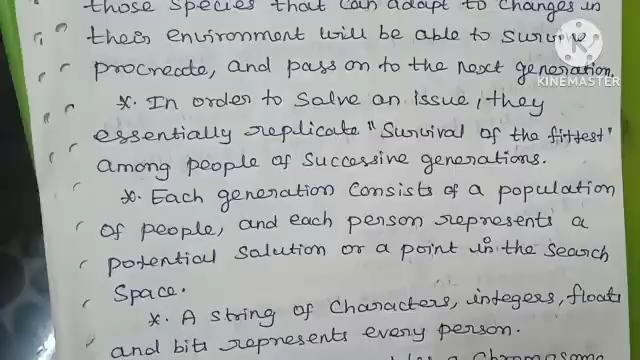 those species that can adapt to changes in
their environment will be able to survive
procreate, and pass on to the next generation.
*. In order to solve an issue, they
essentially replicate "Survival of the fittest"
among people of successive generations.
*. Each generation consists of a population
of people, and each person represents a
potential solution or a point in the search
space.
*. A string of characters, integers, floats
and bits represents every person.
a chromosome
KINEMASTER